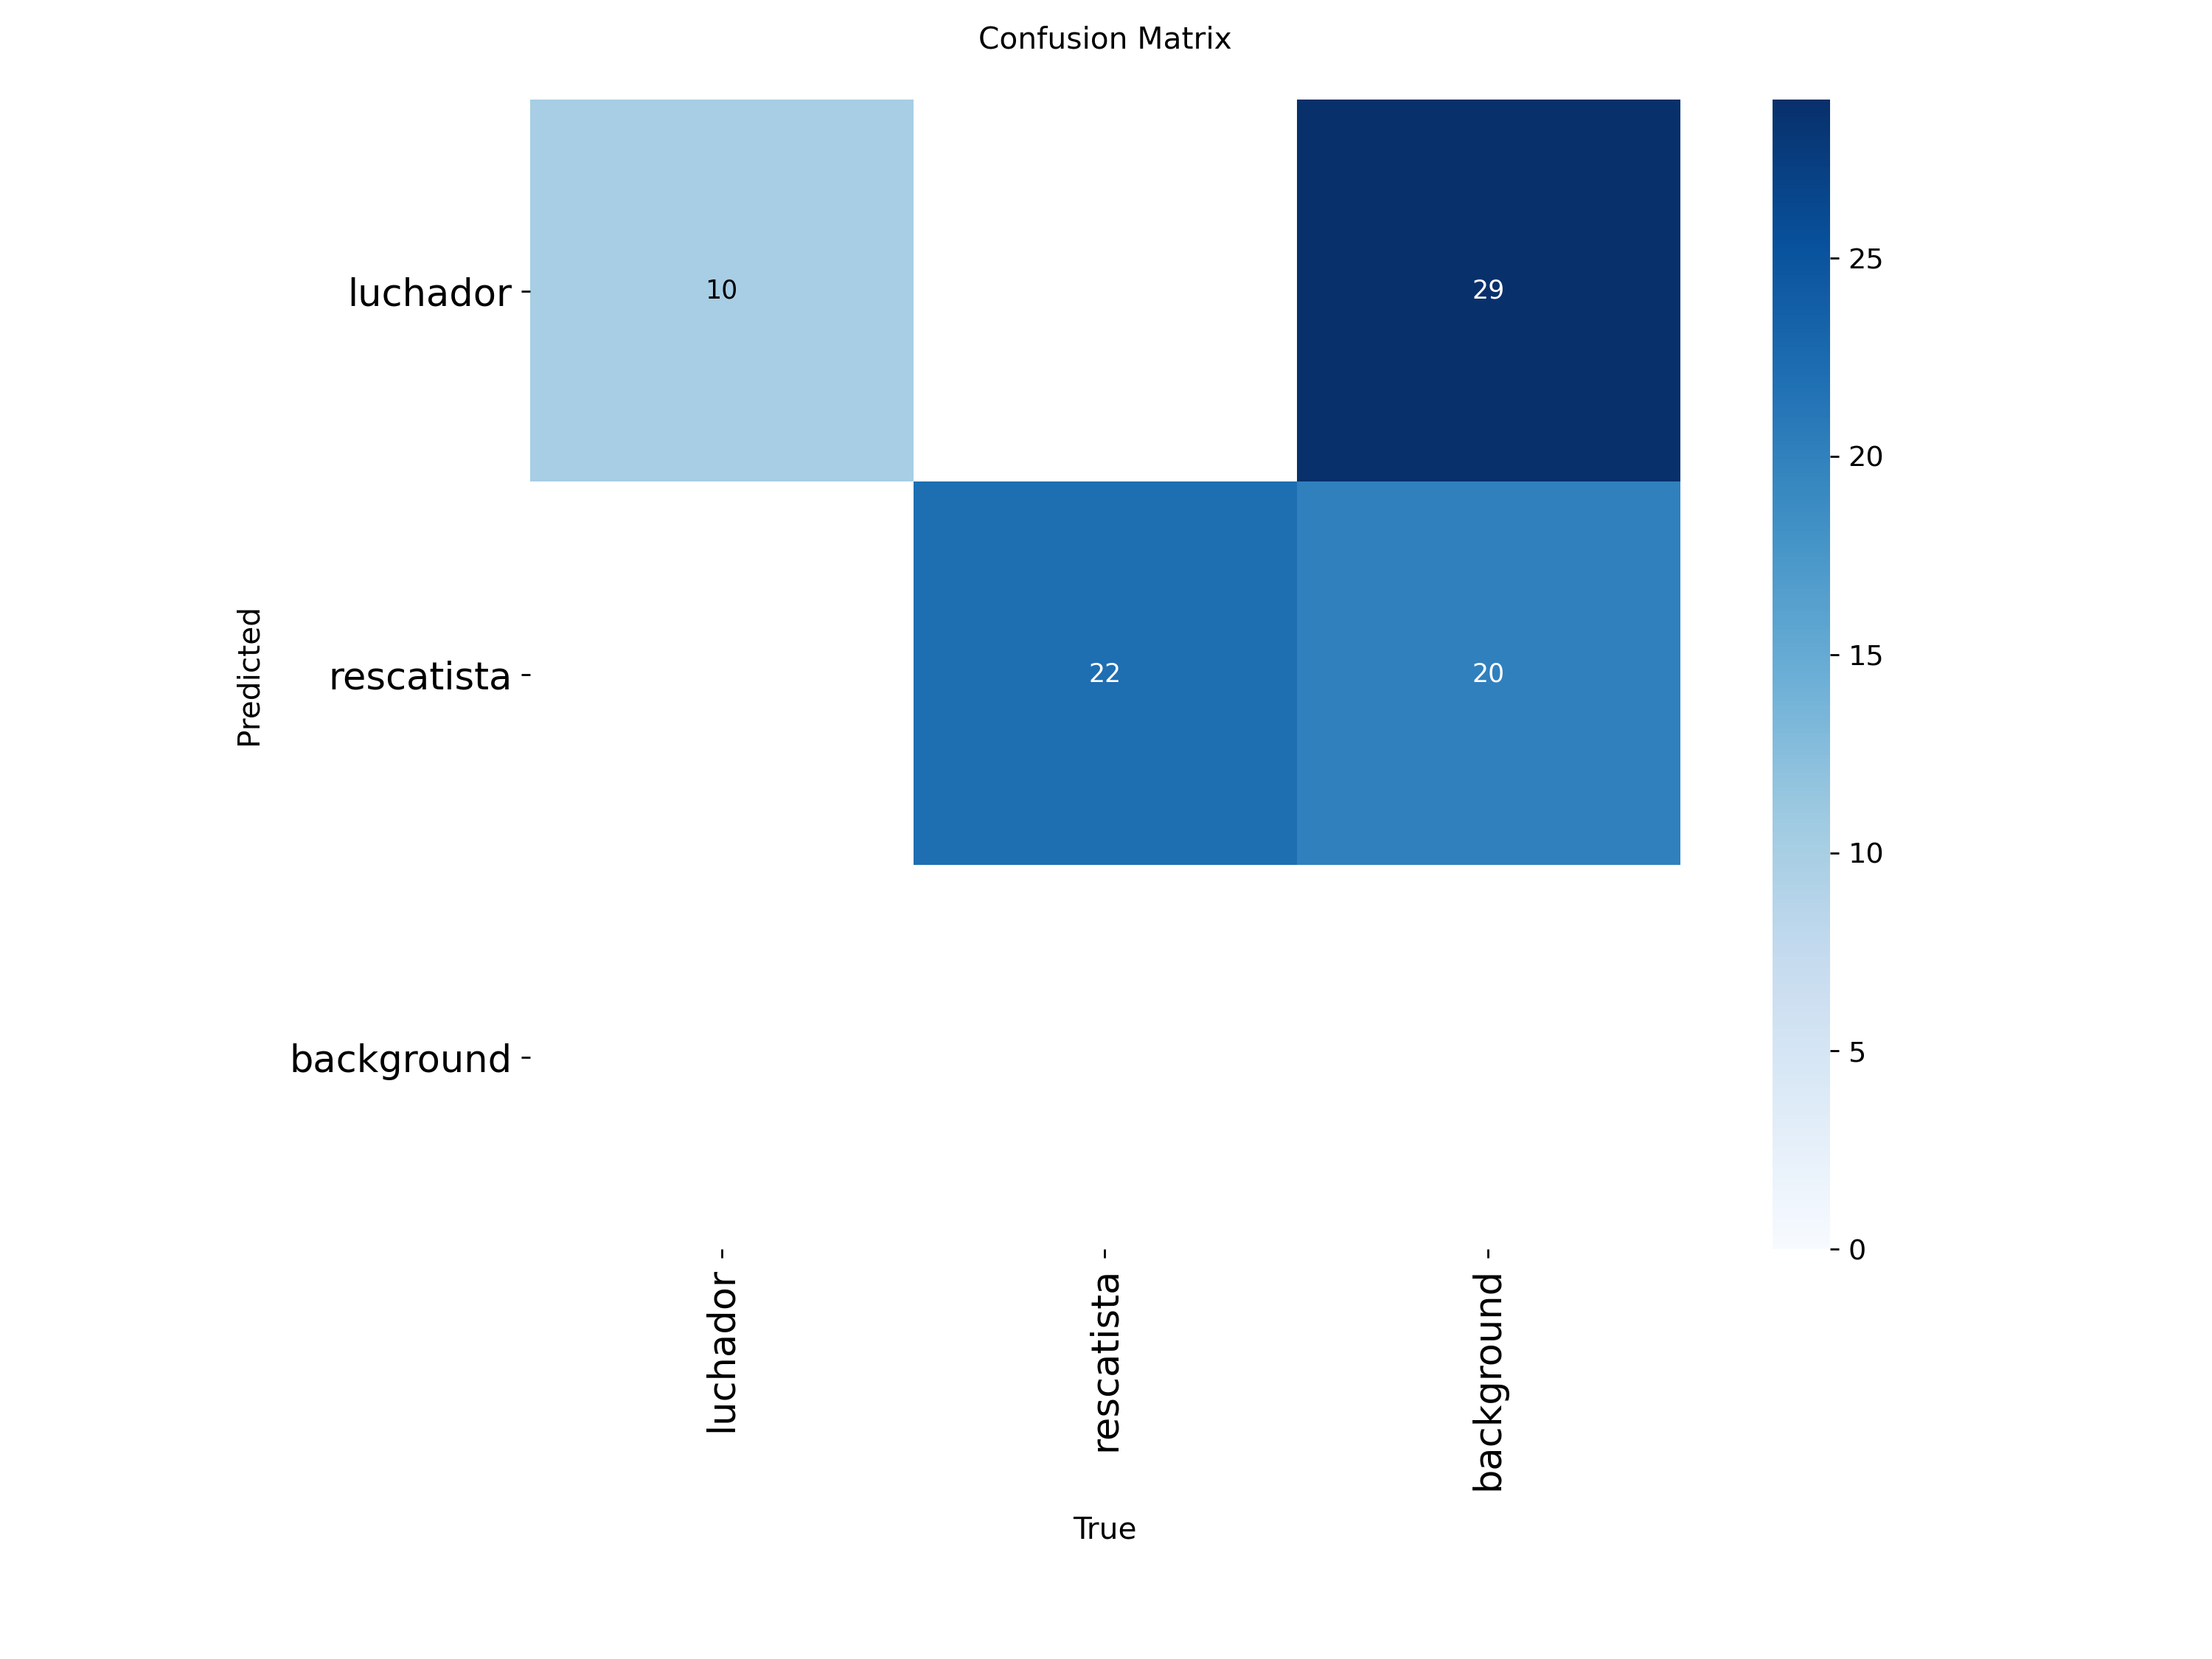 Confusion Matrix
luchador
10
29
25
20
rescatista
22
20
15
10
background
5
0
Predicted
luchador
rescatista
background
True